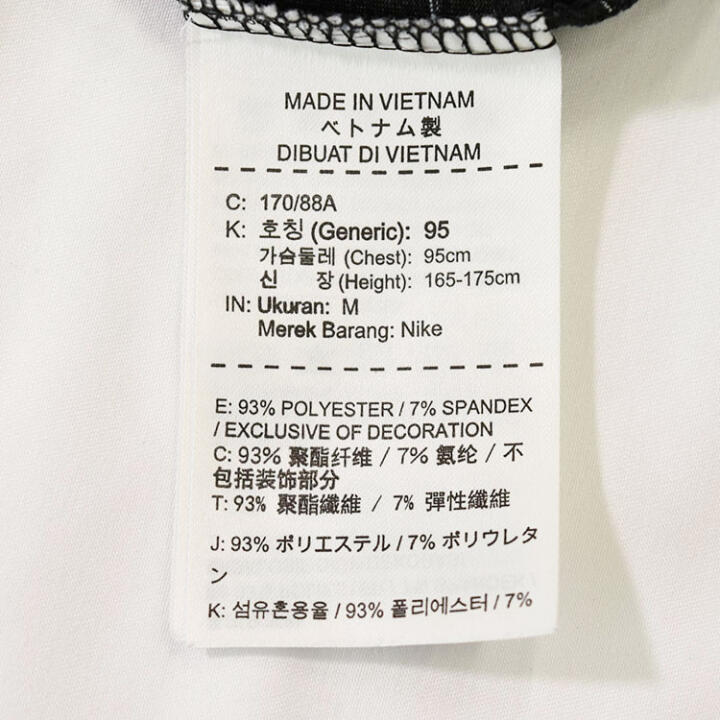 MADE IN VIETNAM
ベトナム製
DIBUAT DI VIETNAM
C: 170/88A
K: 호칭 (Generic): 95
가슴둘레 (Chest): 95cm
신 장 (Height): 165-175cm
IN: Ukuran: M
Merek Barang: Nike
E: 93% POLYESTER / 7% SPANDEX
/ EXCLUSIVE OF DECORATION
C: 93% 聚酯纤维 / 7% 氨纶 / 不
包括装饰部分
T: 93% 聚酯纖維 / 7% 彈性纖維
J: 93% ポリエステル / 7% ポリウレタ
ン
K: 섬유혼용율 / 93% 폴리에스터 / 7%